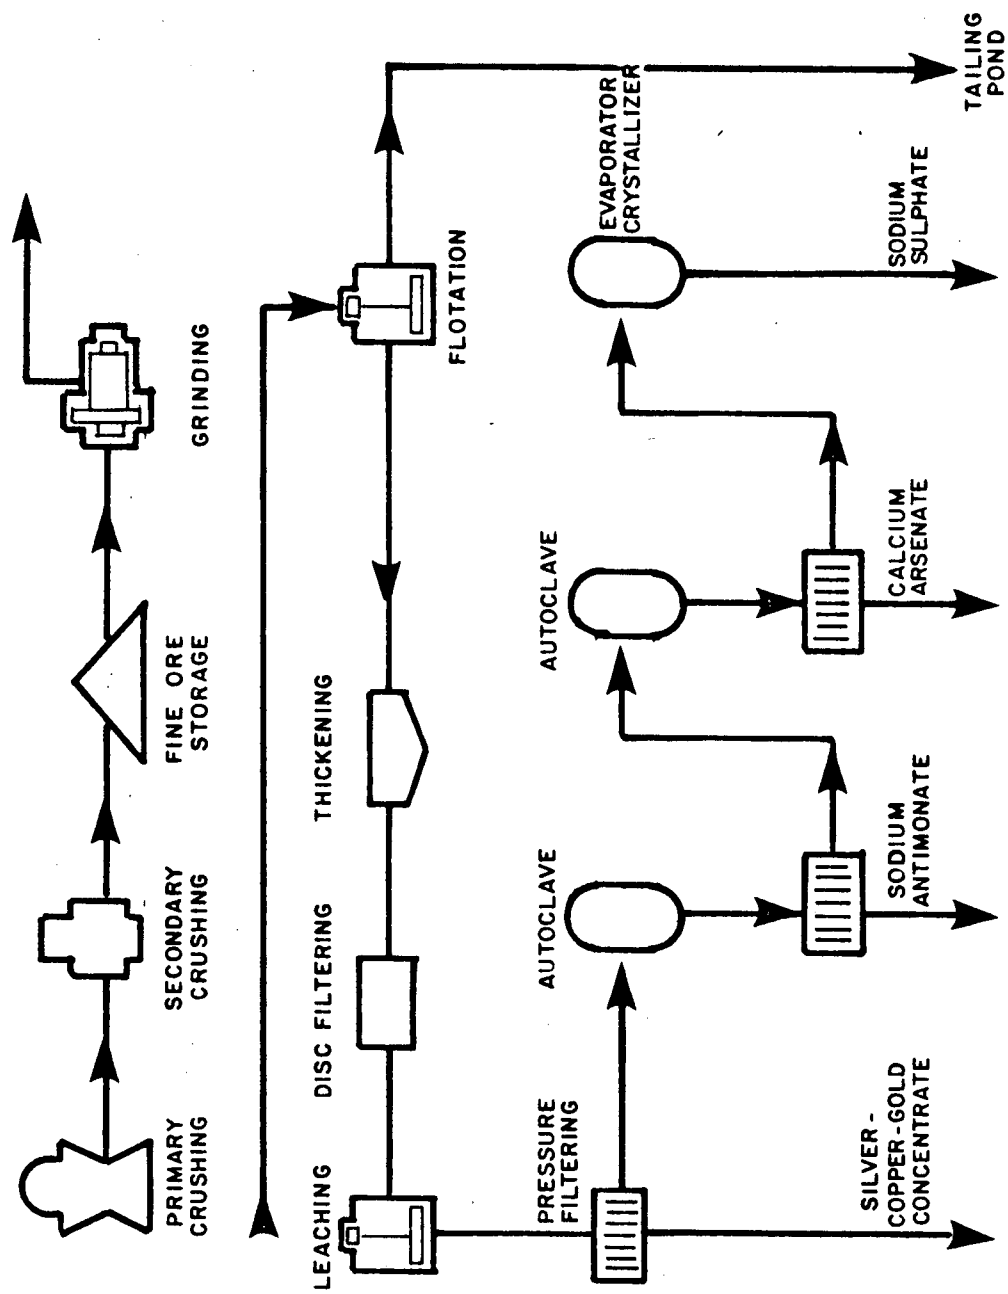 PRIMARY
CRUSHING
SECONDARY
CRUSHING
FINE ORE
STORAGE
GRINDING
LEACHING
DISC FILTERING
THICKENING
FLOTATION
PRESSURE
FILTERING
AUTOCLAVE
AUTOCLAVE
EVAPORATOR
CRYSTALLIZER
SILVER-
COPPER-GOLD
CONCENTRATE
SODIUM
ANTIMONATE
CALCIUM
ARSENATE
SODIUM
SULPHATE
TAILING
POND